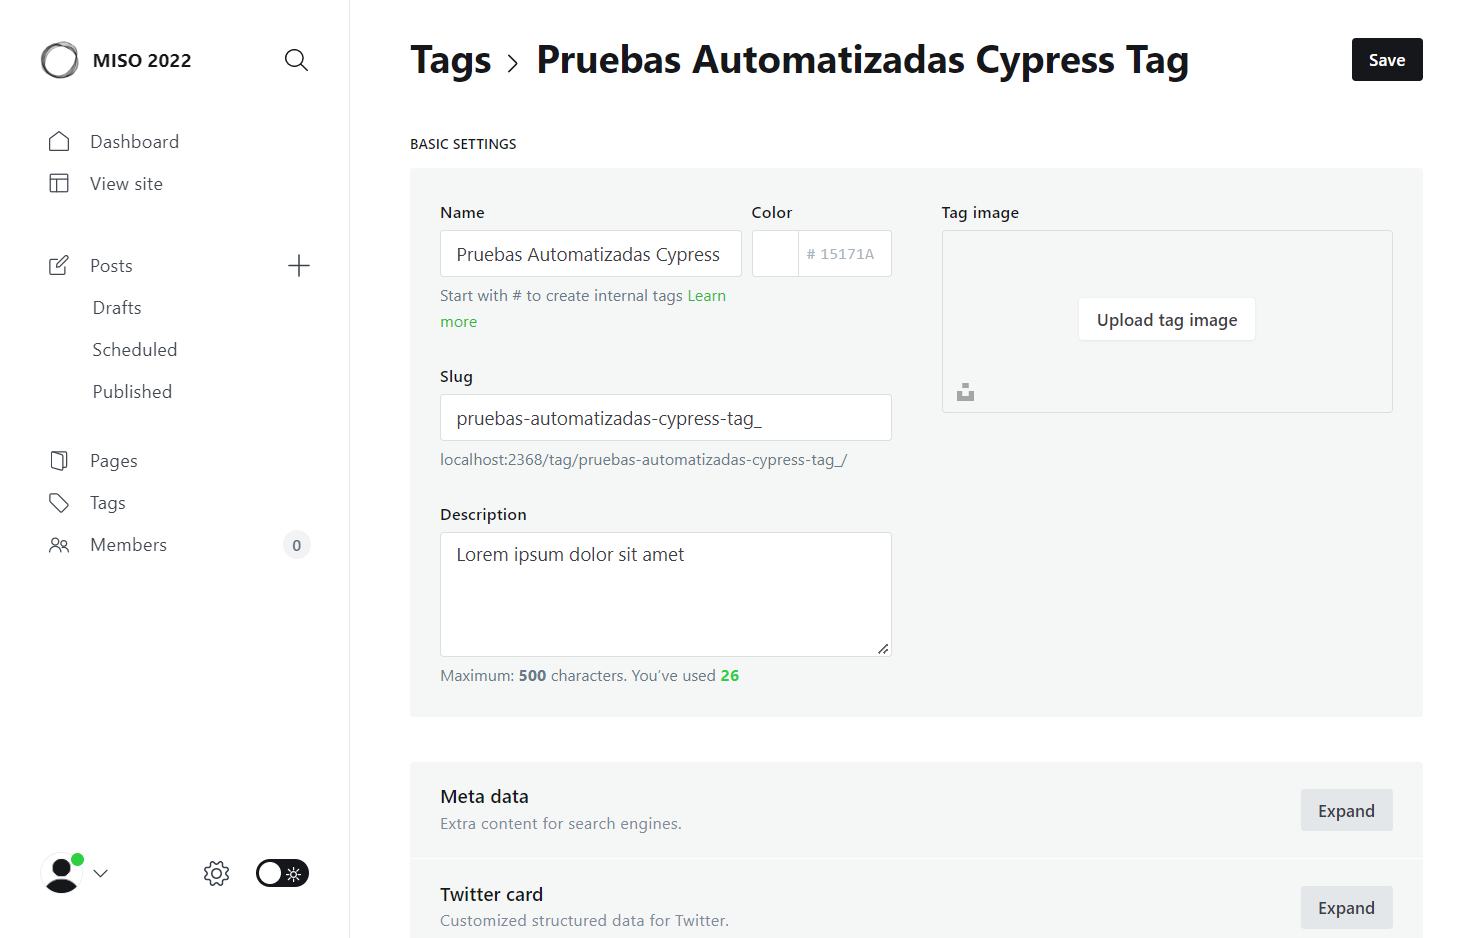 MISO 2022
Dashboard
View site
Posts
Drafts
Scheduled
Published
Pages
Tags
Members 0
Tags › Pruebas Automatizadas Cypress Tag
Save
BASIC SETTINGS
Name
Pruebas Automatizadas Cypress
Start with # to create internal tags Learn
more
Color
# 15171A
Slug
pruebas-automatizadas-cypress-tag_
localhost:2368/tag/pruebas-automatizadas-cypress-tag_/
Description
Lorem ipsum dolor sit amet
Maximum: 500 characters. You’ve used 26
Tag image
Upload tag image
Meta data
Extra content for search engines.
Expand
Twitter card
Customized structured data for Twitter.
Expand